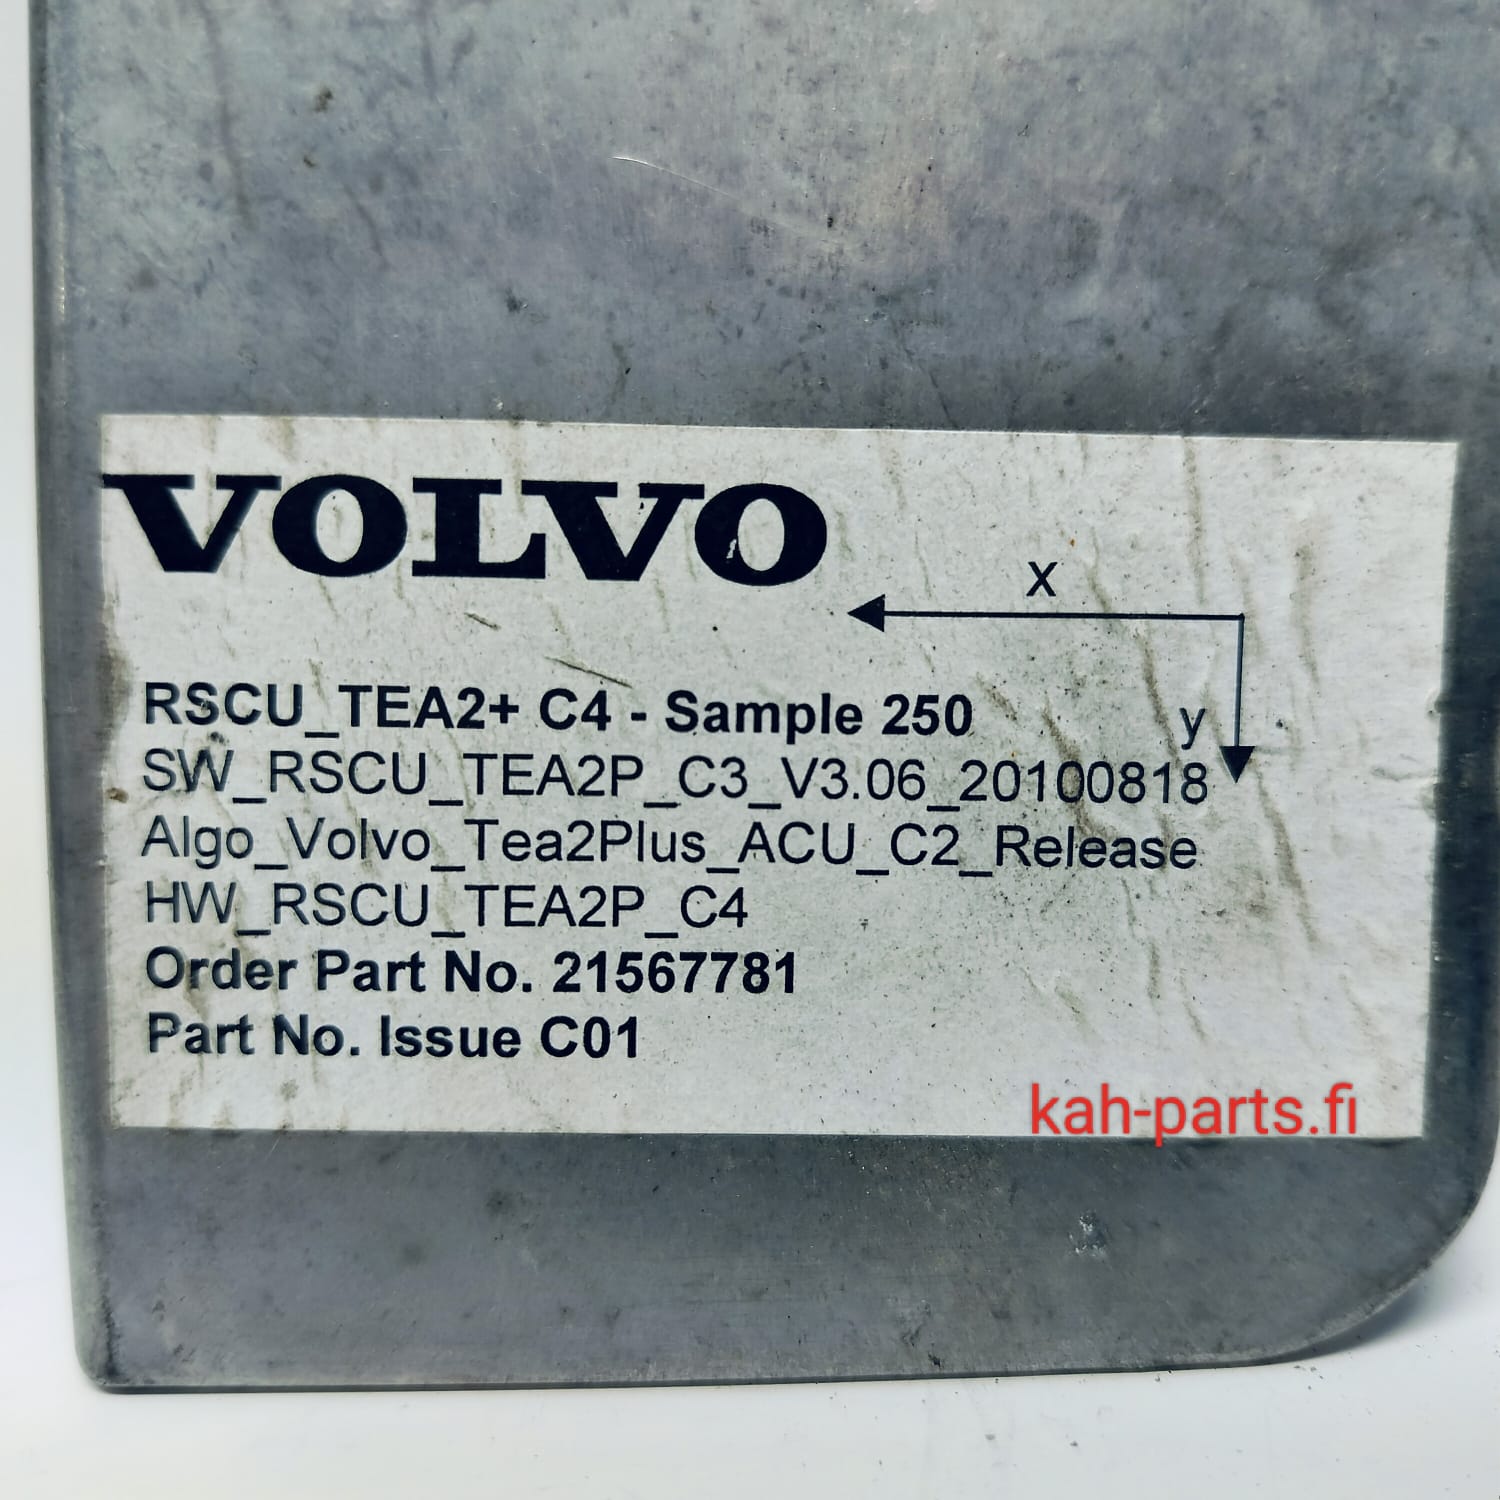 VOLVO
x
y
RSCU_TEA2+ C4 - Sample 250
SW_RSCU_TEA2P_C3_V3.06_20100818
Algo_Volvo_Tea2Plus_ACU_C2_Release
HW_RSCU_TEA2P_C4
Order Part No. 21567781
Part No. Issue C01
kah-parts.fi